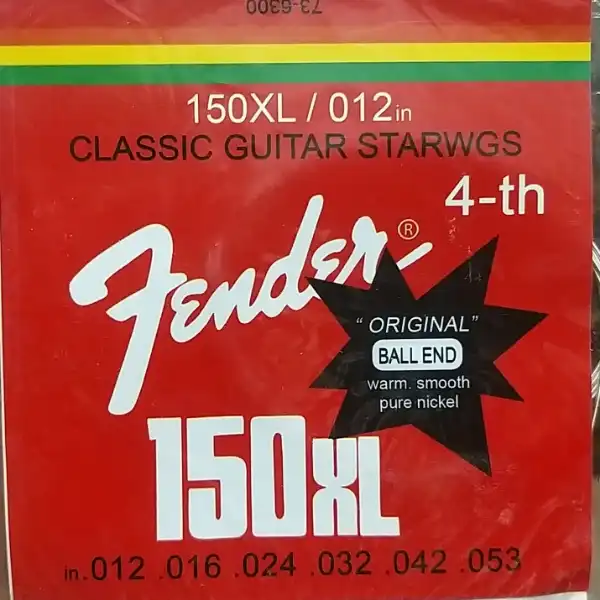 73-6300
150XL / 012in
CLASSIC GUITAR STARWGS
4-th
Fender®
" ORIGINAL"
BALL END
warm. smooth
pure nickel
150XL
in.012 .016 .024 .032 .042 .053